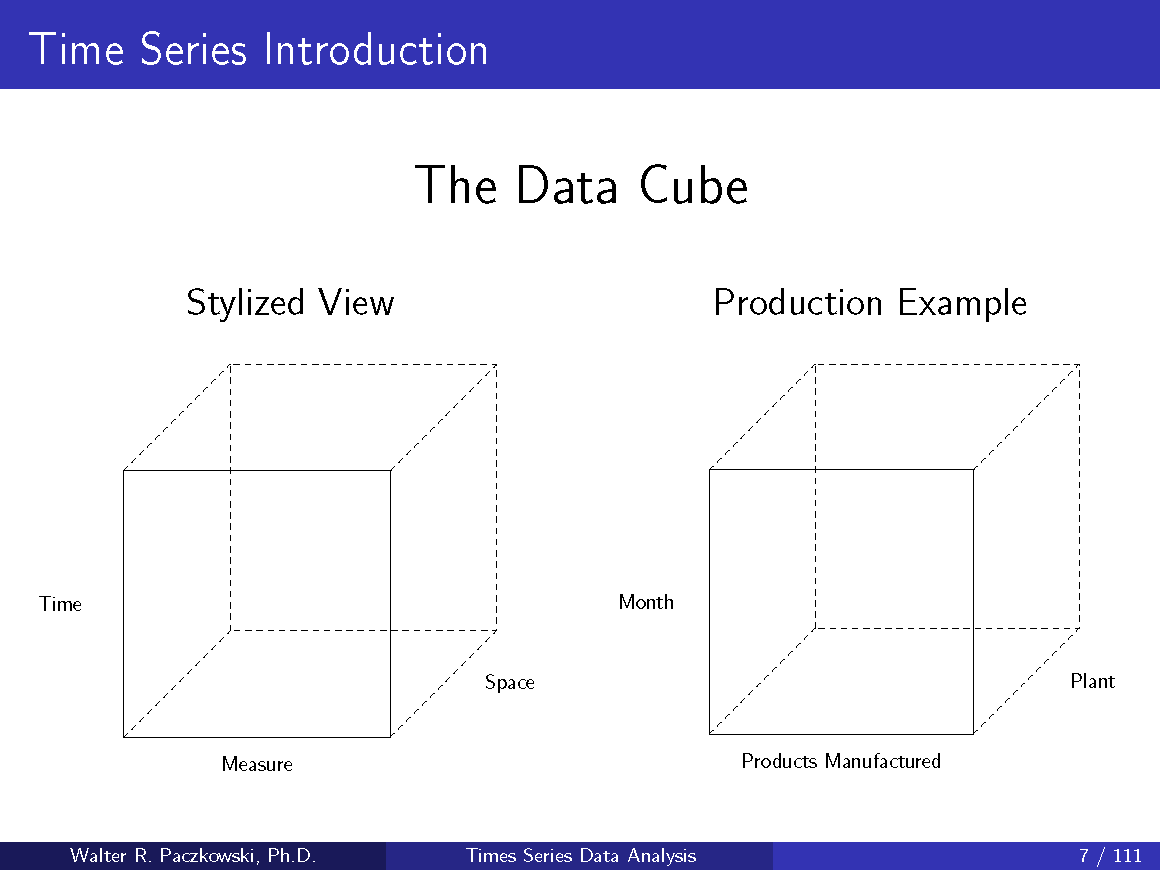 Time Series Introduction
The Data Cube
Stylized View
Production Example
Time
Space
Measure
Month
Plant
Products Manufactured
Walter R. Paczkowski, Ph.D.
Times Series Data Analysis
7 / 111